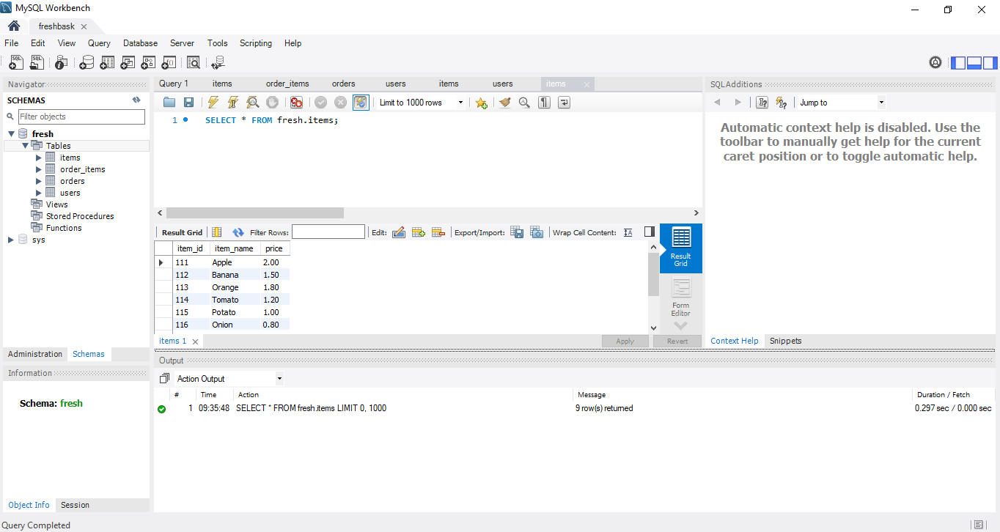 MySQL Workbench
freshbask
File Edit View Query Database Server Tools Scripting Help
Navigator
SCHEMAS
Filter objects
fresh
Tables
items
order_items
orders
users
Views
Stored Procedures
Functions
sys
Administration Schemas
Information
Schema: fresh
Object Info Session
Query 1 items order_items orders users items users items
Limit to 1000 rows
1 SELECT * FROM fresh.items;
Result Grid Filter Rows: Edit: Export/Import: Wrap Cell Content:
item_id item_name price
111 Apple 2.00
112 Banana 1.50
113 Orange 1.80
114 Tomato 1.20
115 Potato 1.00
116 Onion 0.80
Result
Grid
Form
Editor
items 1 Apply Revert
SQLAdditions
Jump to
Automatic context help is disabled. Use the
toolbar to manually get help for the current
caret position or to toggle automatic help.
Context Help Snippets
Output
Action Output
# Time Action Message Duration / Fetch
1 09:35:48 SELECT * FROM fresh.items LIMIT 0, 1000 9 row(s) returned 0.297 sec / 0.000 sec
Query Completed